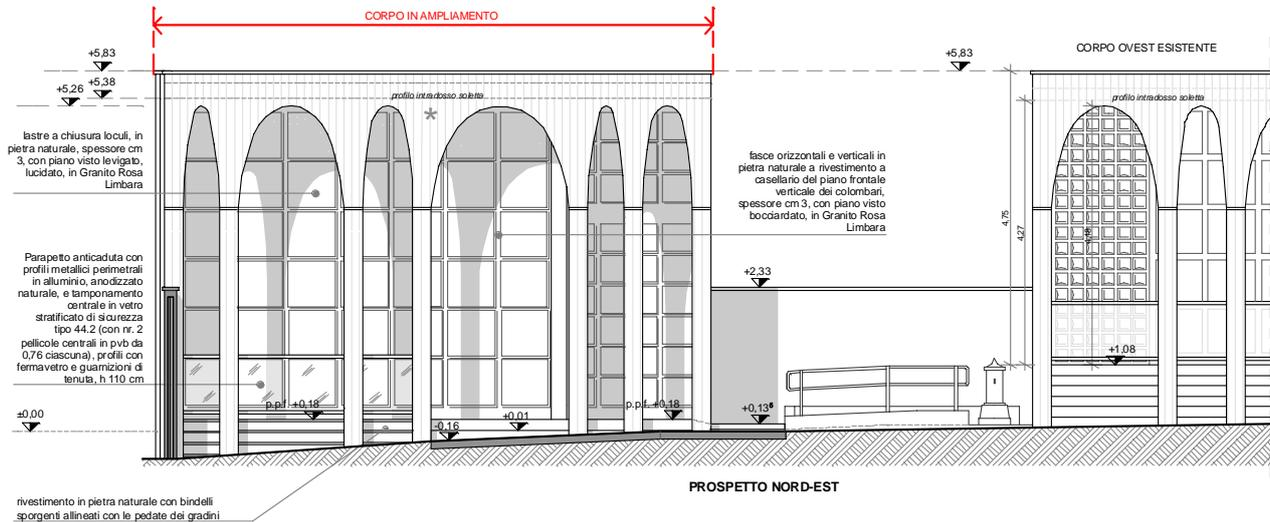 CORPO IN AMPLIAMENTO
CORPO OVEST ESISTENTE
+5,83
+5,83
+5,38
+5,26
profilo intradosso soletta
profilo intradosso soletta
*
lastre a chiusura loculi, in
pietra naturale, spessore cm
3, con piano visto levigato,
lucidato, in Granito Rosa
Limbara
fasce orizzontali e verticali in
pietra naturale a rivestimento a
casellario del piano frontale
verticale dei colombari,
spessore cm 3, con piano visto
bocciardato, in Granito Rosa
Limbara
4,75
4,27
4,18
Parapetto anticaduta con
profili metallici perimetrali
in alluminio, anodizzato
naturale, e tamponamento
centrale in vetro
stratificato di sicurezza
tipo 44.2 (con nr. 2
pellicole centrali in pvb da
0,76 ciascuna), profili con
fermavetro e guarnizioni di
tenuta, h 110 cm
+2,33
+1,08
±0,00
p.p.f. +0,18
-0,16
+0,01
p.p.f. +0,18
+0,13⁶
PROSPETTO NORD-EST
rivestimento in pietra naturale con bindelli
sporgenti allineati con le pedate dei gradini